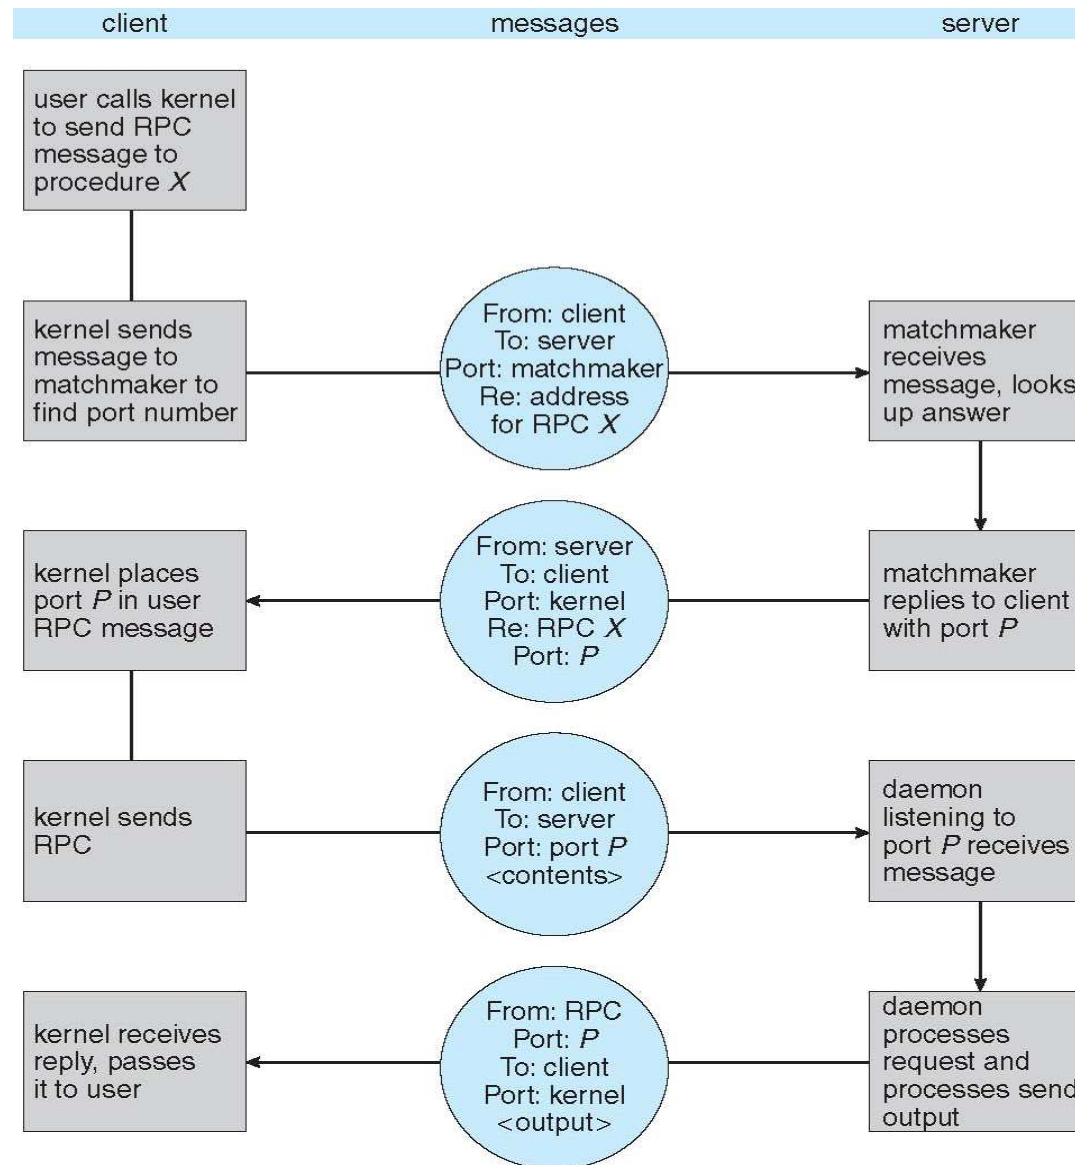 client
messages
server
user calls kernel
to send RPC
message to
procedure X
kernel sends
message to
matchmaker to
find port number
From: client
To: server
Port: matchmaker
Re: address
for RPC X
matchmaker
receives
message, looks
up answer
kernel places
port P in user
RPC message
From: server
To: client
Port: kernel
Re: RPC X
Port: P
matchmaker
replies to client
with port P
kernel sends
RPC
From: client
To: server
Port: port P
<contents>
daemon
listening to
port P receives
message
kernel receives
reply, passes
it to user
From: RPC
Port: P
To: client
Port: kernel
<output>
daemon
processes
request and
processes send
output